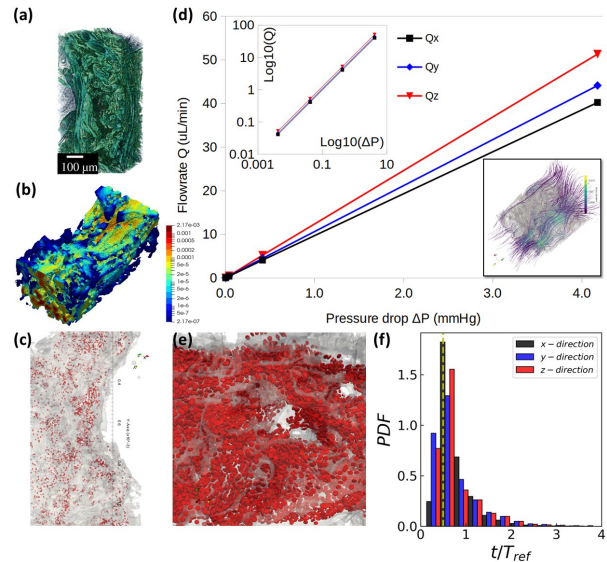 (a)
100 μm
(b)
2.17e-03
0.001
0.0005
0.0002
0.0001
5e-5
2e-5
1e-5
5e-6
2e-6
1e-6
5e-7
2.17e-07
(d)
Flowrate Q (uL/min)
60
50
40
30
20
10
0
0
1.0
2.0
3.0
4.0
Pressure drop ΔP (mmHg)
Log10(Q)
100
10
1
0.1
0.01
0.001
0.1
10
Log10(ΔP)
Qx
Qy
Qz
(c)
(e)
(f)
PDF
1.5
1.0
0.5
0.0
0
1
2
3
4
t/T_ref
x − direction
y − direction
z − direction